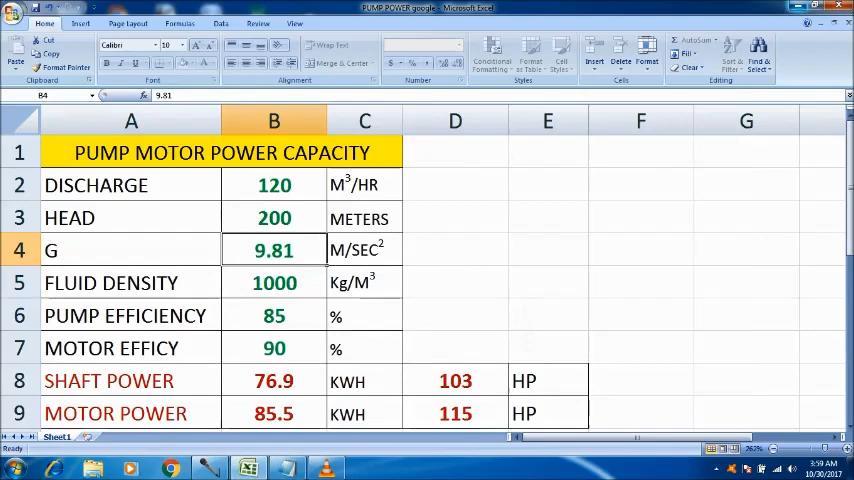 PUMP POWER google - Microsoft Excel
Home Insert Page Layout Formulas Data Review View
Cut
Copy
Format Painter
Paste
Clipboard
Calibri 10
B I U
Font
Wrap Text
Merge & Center
Alignment
$ % ,
Number
Conditional Formatting
Format as Table
Cell Styles
Styles
Insert Delete Format
Cells
AutoSum
Fill
Clear
Sort & Filter
Find & Select
Editing
B4 fx 9.81
A B C D E F G
1 PUMP MOTOR POWER CAPACITY
2 DISCHARGE 120 M³/HR
3 HEAD 200 METERS
4 G 9.81 M/SEC²
5 FLUID DENSITY 1000 Kg/M³
6 PUMP EFFICIENCY 85 %
7 MOTOR EFFICY 90 %
8 SHAFT POWER 76.9 KWH 103 HP
9 MOTOR POWER 85.5 KWH 115 HP
Sheet1
Ready 262%
3:59 AM
10/30/2017